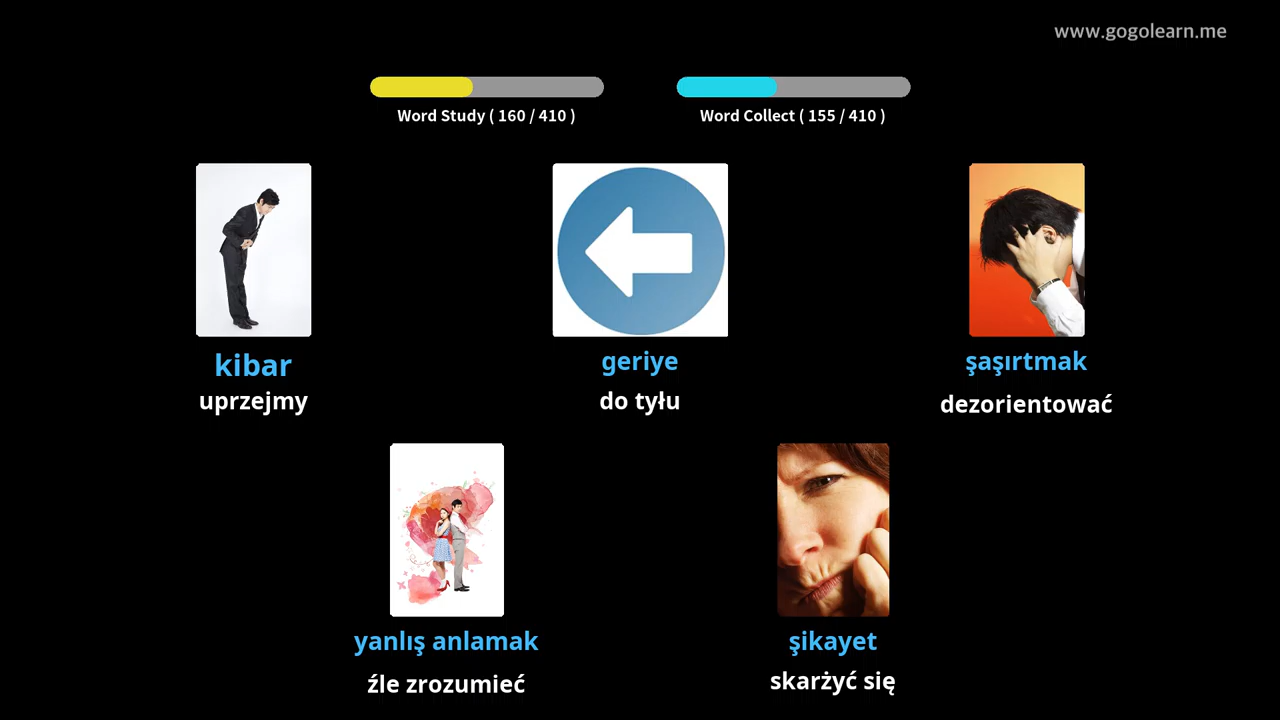 www.gogolearn.me
Word Study ( 160 / 410 )
Word Collect ( 155 / 410 )
kibar
uprzejmy
geriye
do tyłu
şaşırtmak
dezorientować
yanlış anlamak
źle zrozumieć
şikayet
skarżyć się